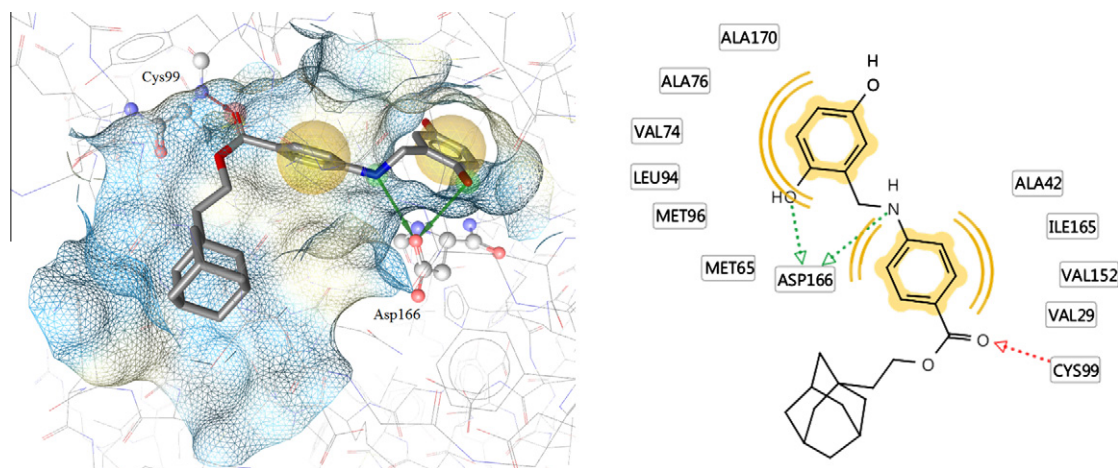 Cys99
Asp166
ALA170
H
O
ALA76
VAL74
LEU94
HO
H
N
ALA42
MET96
ILE165
MET65
ASP166
VAL152
VAL29
O
O
CYS99